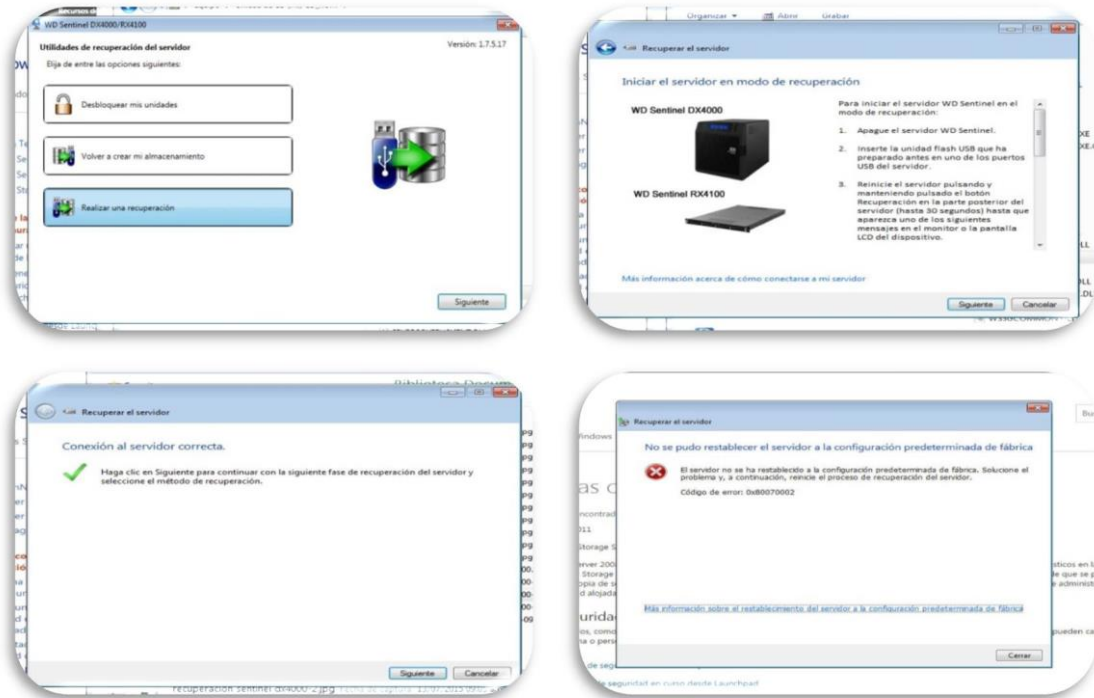 WD Sentinel DX4000/RX4100
Utilidades de recuperación del servidor
Versión: 1.7.5.17
Elija de entre las opciones siguientes:
Desbloquear mis unidades
Volver a crear mi almacenamiento
Realizar una recuperación
Siguiente
Organizar
Abrir
Grabar
Recuperar el servidor
Iniciar el servidor en modo de recuperación
WD Sentinel DX4000
WD Sentinel RX4100
Para iniciar el servidor WD Sentinel en el
modo de recuperación:
1. Apague el servidor WD Sentinel.
2. Inserte la unidad flash USB que ha
preparado antes en uno de los puertos
USB del servidor.
3. Reinicie el servidor pulsando y
manteniendo pulsado el botón
Recuperación en la parte posterior del
servidor (hasta 30 segundos) hasta que
aparezca uno de los siguientes
mensajes en el monitor o la pantalla
LCD del dispositivo.
Más información acerca de cómo conectarse a mi servidor
Siguiente
Cancelar
Recuperar el servidor
Conexión al servidor correcta.
Haga clic en Siguiente para continuar con la siguiente fase de recuperación del servidor y
seleccione el método de recuperación.
Siguiente
Cancelar
Recuperar el servidor
No se pudo restablecer el servidor a la configuración predeterminada de fábrica
El servidor no se ha restablecido a la configuración predeterminada de fábrica. Solucione el
problema y, a continuación, reinicie el proceso de recuperación del servidor.
Código de error: 0x80070002
Más información sobre el restablecimiento del servidor a la configuración predeterminada de fábrica
Cerrar